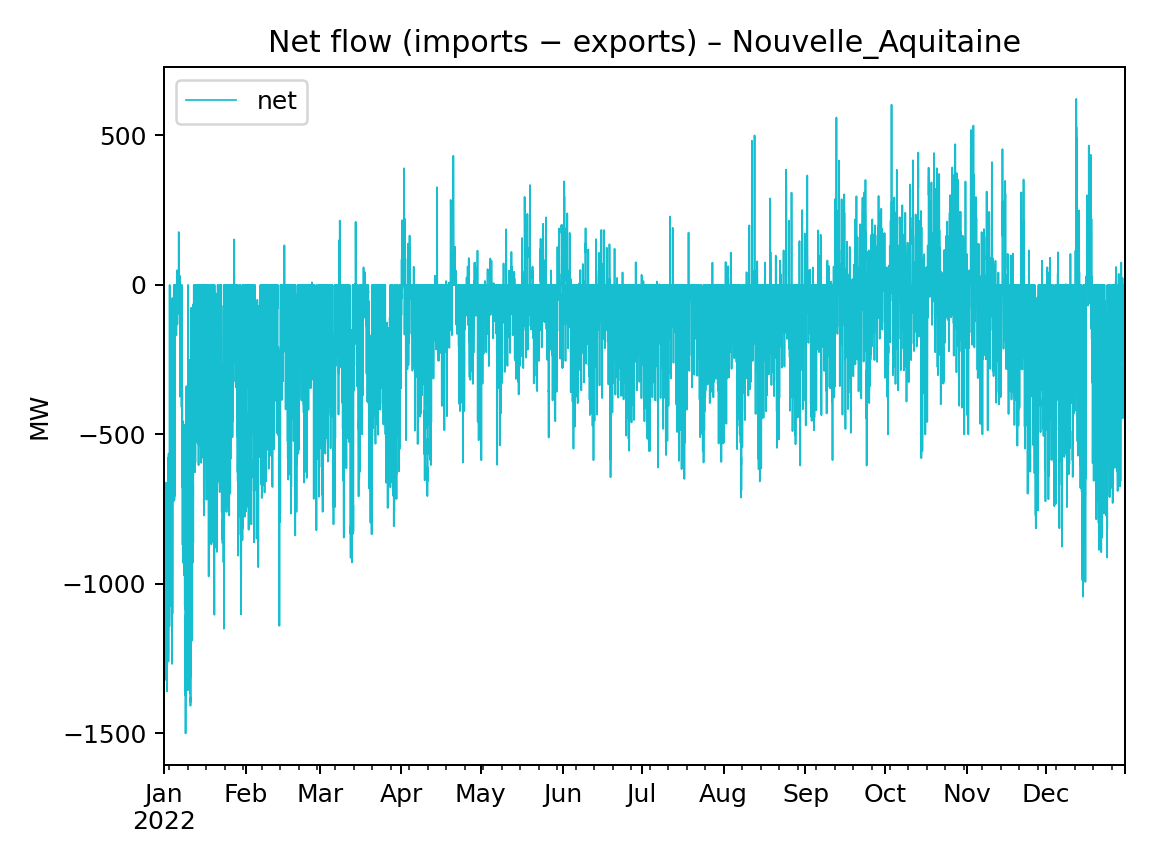 Net flow (imports − exports) – Nouvelle_Aquitaine
net
MW
500
0
−500
−1000
−1500
Jan Feb Mar Apr May Jun Jul Aug Sep Oct Nov Dec
2022